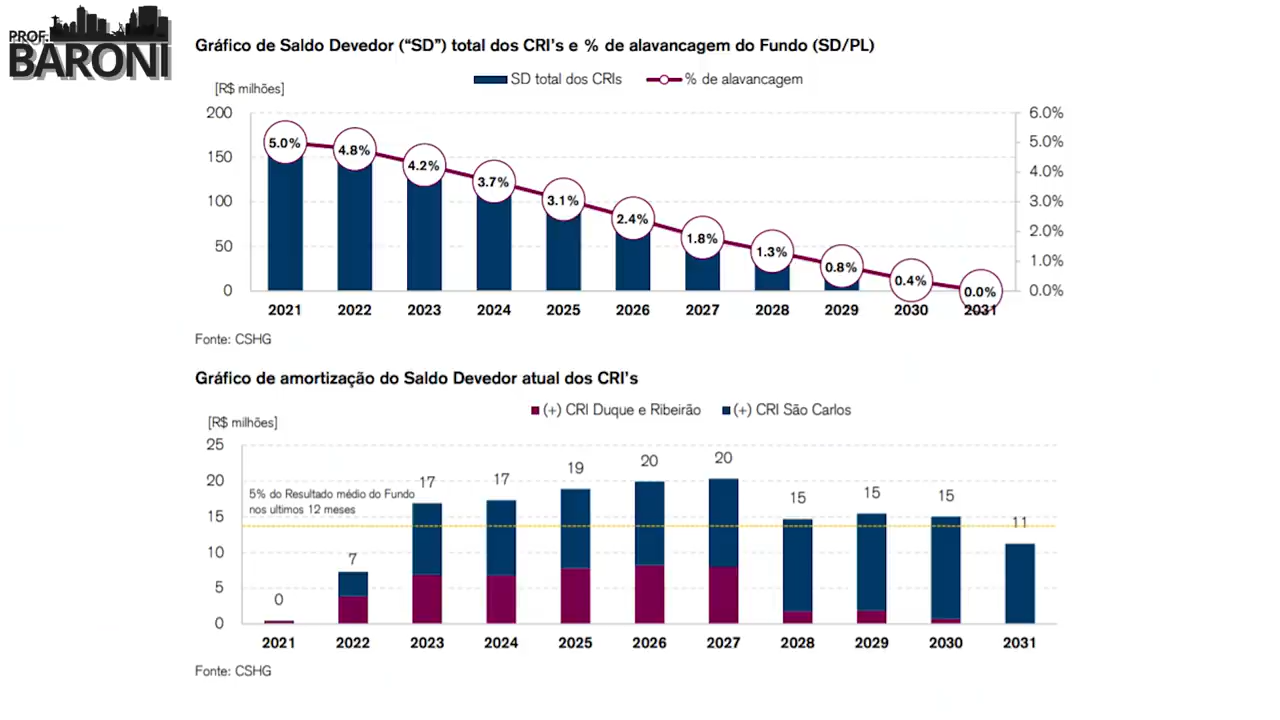 PROF.
BARONI
Gráfico de Saldo Devedor (“SD”) total dos CRI's e % de alavancagem do Fundo (SD/PL)
SD total dos CRIs % de alavancagem
[R$ milhões]
200 6.0%
5.0% 5.0%
150 4.8% 4.2% 4.0%
100 3.7% 3.1% 3.0%
2.4% 2.0%
50 1.8% 1.3% 1.0%
0 0.8% 0.4% 0.0% 0.0%
2021 2022 2023 2024 2025 2026 2027 2028 2029 2030 2031
Fonte: CSHG
Gráfico de amortização do Saldo Devedor atual dos CRI's
(+) CRI Duque e Ribeirão (+) CRI São Carlos
[R$ milhões]
25
20
15
10
5
0
5% do Resultado médio do Fundo
nos ultimos 12 meses
0 7 17 17 19 20 20 15 15 15 11
2021 2022 2023 2024 2025 2026 2027 2028 2029 2030 2031
Fonte: CSHG